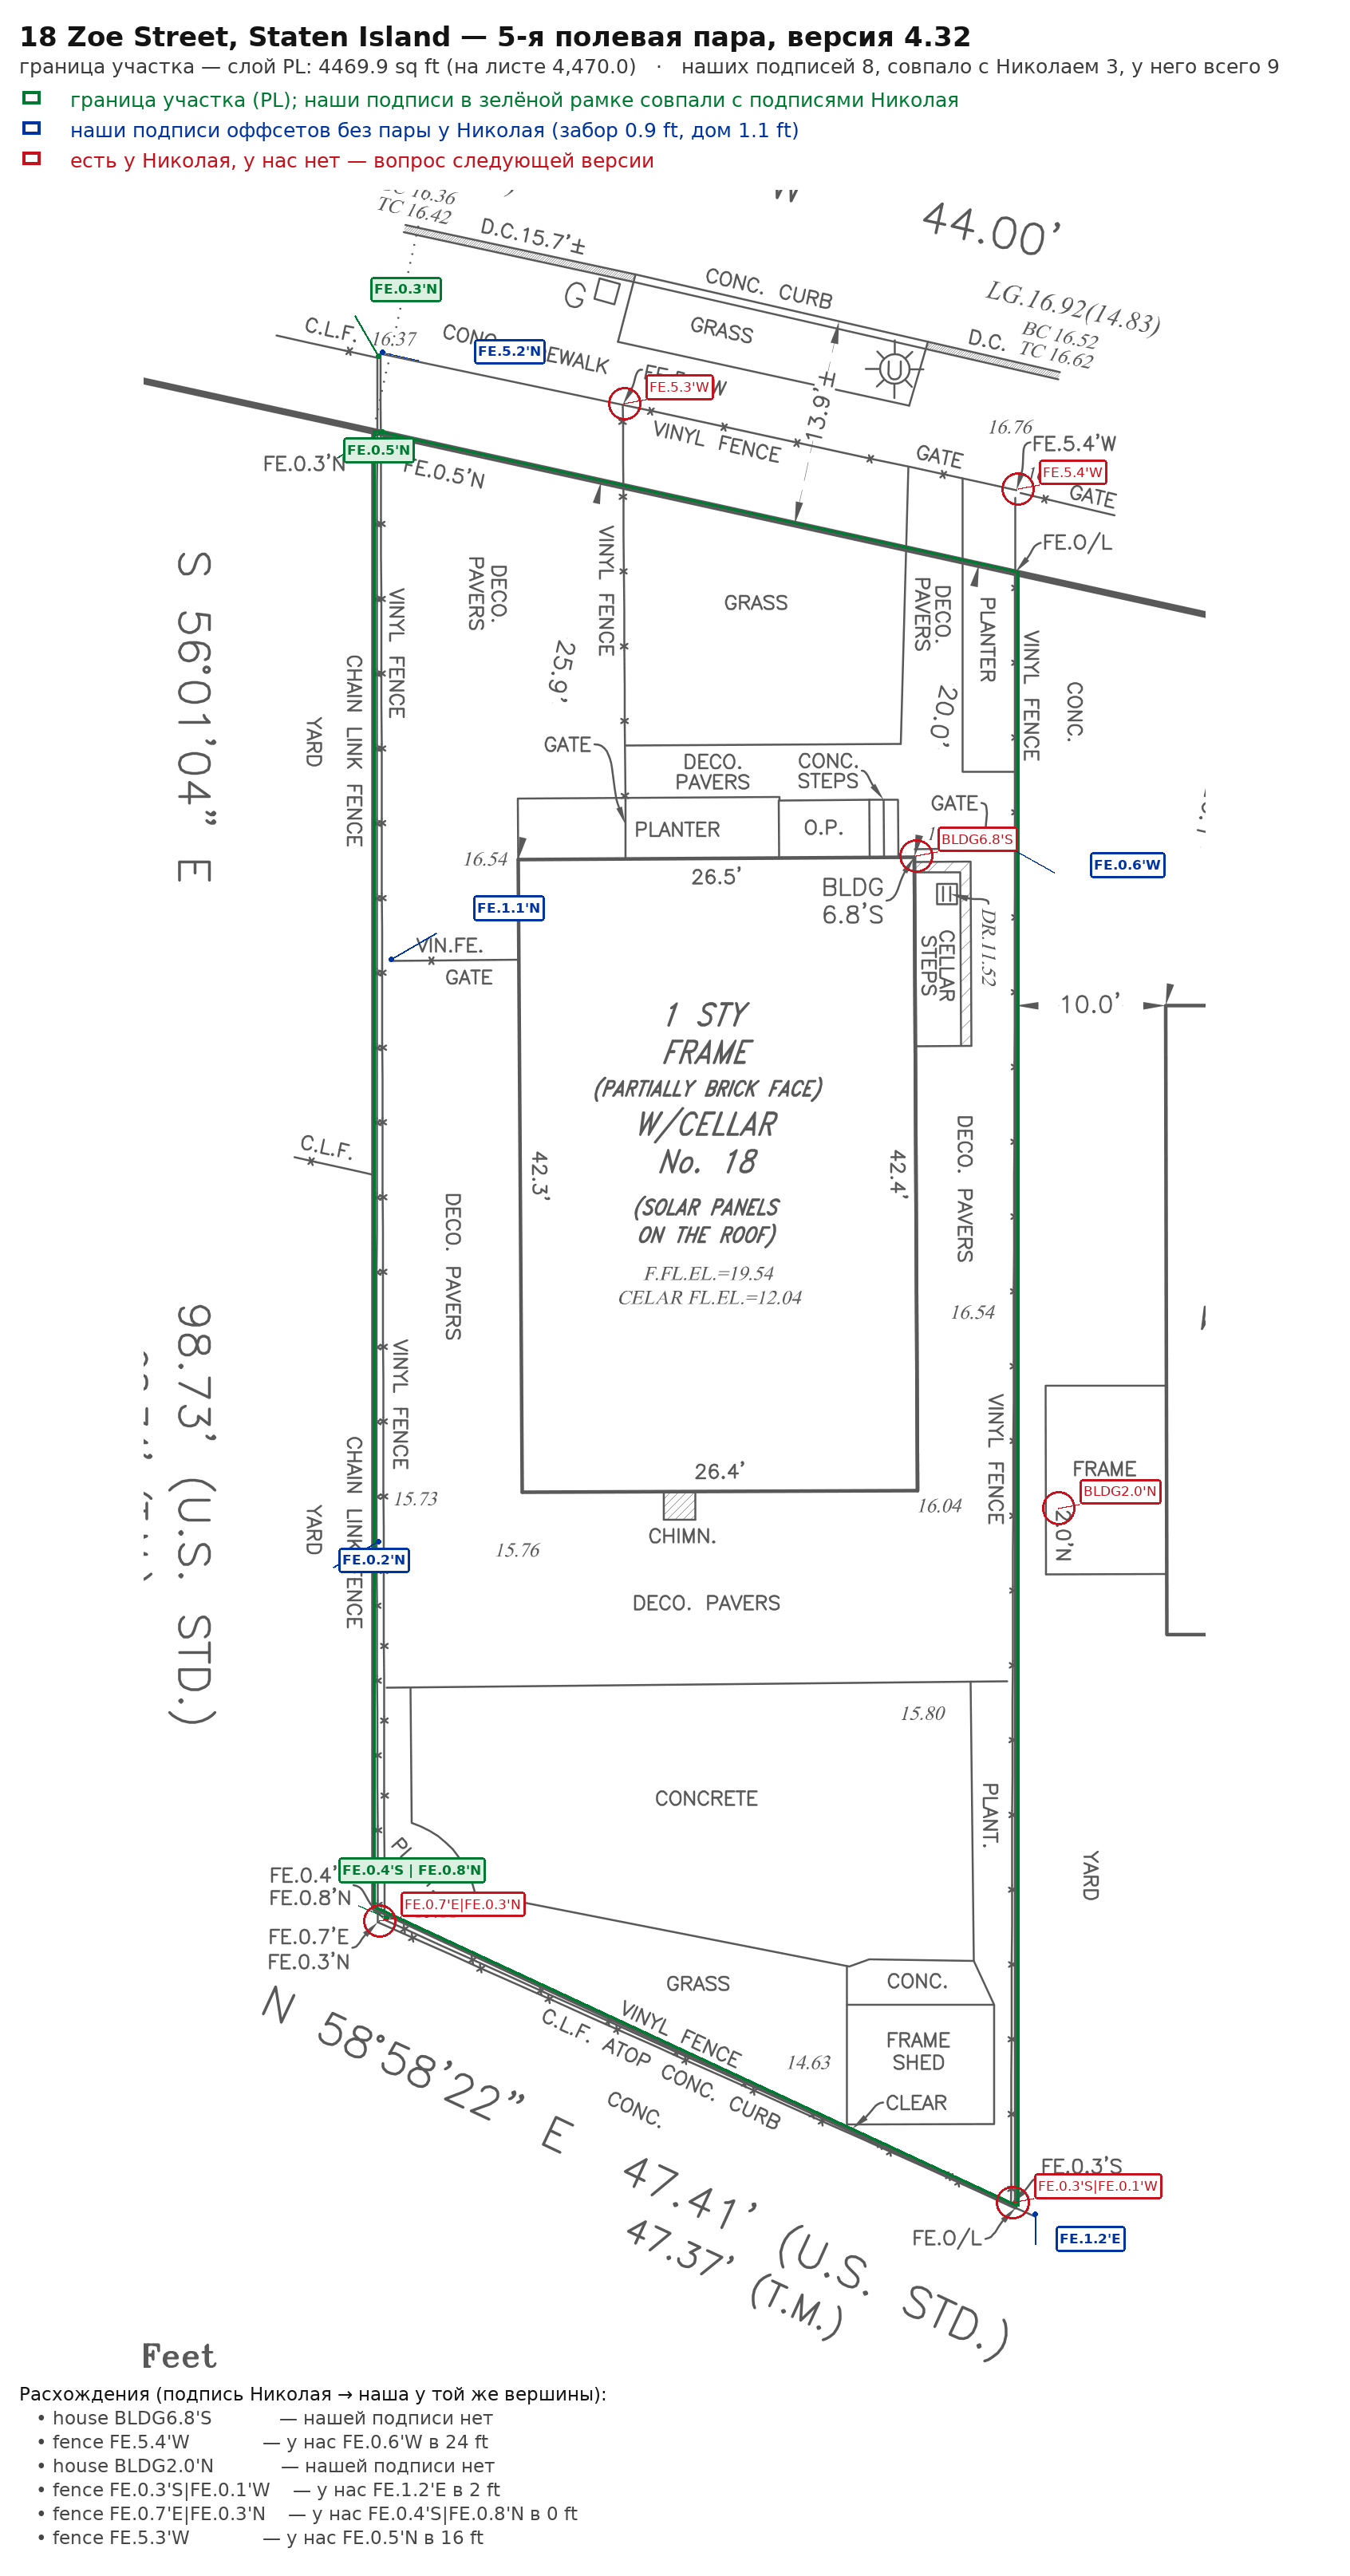 18 Zoe Street, Staten Island — 5-я полевая пара, версия 4.32
граница участка — слой PL: 4469.9 sq ft (на листе 4,470.0) · наших подписей 8, совпало с Николаем 3, у него всего 9
граница участка (PL); наши подписи в зелёной рамке совпали с подписями Николая
наши подписи оффсетов без пары у Николая (забор 0.9 ft, дом 1.1 ft)
есть у Николая, у нас нет — вопрос следующей версии
16.36
TC 16.42
D.C.15.7'±
44.00'
CONC. CURB
LG.16.92(14.83)
BC 16.52
TC 16.62
D.C.
G
GRASS
U
FE.0.3'N
C.L.F.
16.37
FE.5.2'N
FE.5.3'W
13.9'±
VINYL FENCE
16.76
FE.5.4'W
GATE
FE.5.4'W
GATE
FE.0.5'N
FE.0.3'N
FE.0.5'N
FE.O/L
S 56°01'04" E
VINYL FENCE
CHAIN LINK FENCE
YARD
DECO.
PAVERS
VINYL FENCE
25.9'
GRASS
DECO.
PAVERS
20.0'
PLANTER
VINYL FENCE
CONC.
GATE
DECO.
PAVERS
CONC.
STEPS
GATE
PLANTER
O.P.
BLDG6.8'S
FE.0.6'W
16.54
26.5'
BLDG
6.8'S
FE.1.1'N
VIN.FE.
GATE
CELLAR
STEPS
DR.11.52
10.0'
1 STY
FRAME
(PARTIALLY BRICK FACE)
W/CELLAR
No. 18
(SOLAR PANELS
ON THE ROOF)
F.FL.EL.=19.54
CELAR FL.EL.=12.04
42.3'
42.4'
C.L.F.
DECO. PAVERS
DECO. PAVERS
16.54
98.73' (U.S. STD.)
VINYL FENCE
CHAIN LINK FENCE
YARD
15.73
VINYL FENCE
26.4'
16.04
CHIMN.
15.76
FRAME
BLDG2.0'N
2.0'N
FE.0.2'N
DECO. PAVERS
15.80
CONCRETE
PLANT.
YARD
FE.0.4'S | FE.0.8'N
FE.0.8'N
FE.0.7'E|FE.0.3'N
FE.0.7'E
FE.0.3'N
GRASS
CONC.
VINYL FENCE
C.L.F. ATOP CONC. CURB
CONC.
14.63
FRAME
SHED
CLEAR
N 58°58'22" E 47.41' (U.S. STD.)
47.37' (T.M.)
FE.0.3'S
FE.0.3'S|FE.0.1'W
FE.O/L
FE.1.2'E
Feet
Расхождения (подпись Николая → наша у той же вершины):
• house BLDG6.8'S — нашей подписи нет
• fence FE.5.4'W — у нас FE.0.6'W в 24 ft
• house BLDG2.0'N — нашей подписи нет
• fence FE.0.3'S|FE.0.1'W — у нас FE.1.2'E в 2 ft
• fence FE.0.7'E|FE.0.3'N — у нас FE.0.4'S|FE.0.8'N в 0 ft
• fence FE.5.3'W — у нас FE.0.5'N в 16 ft